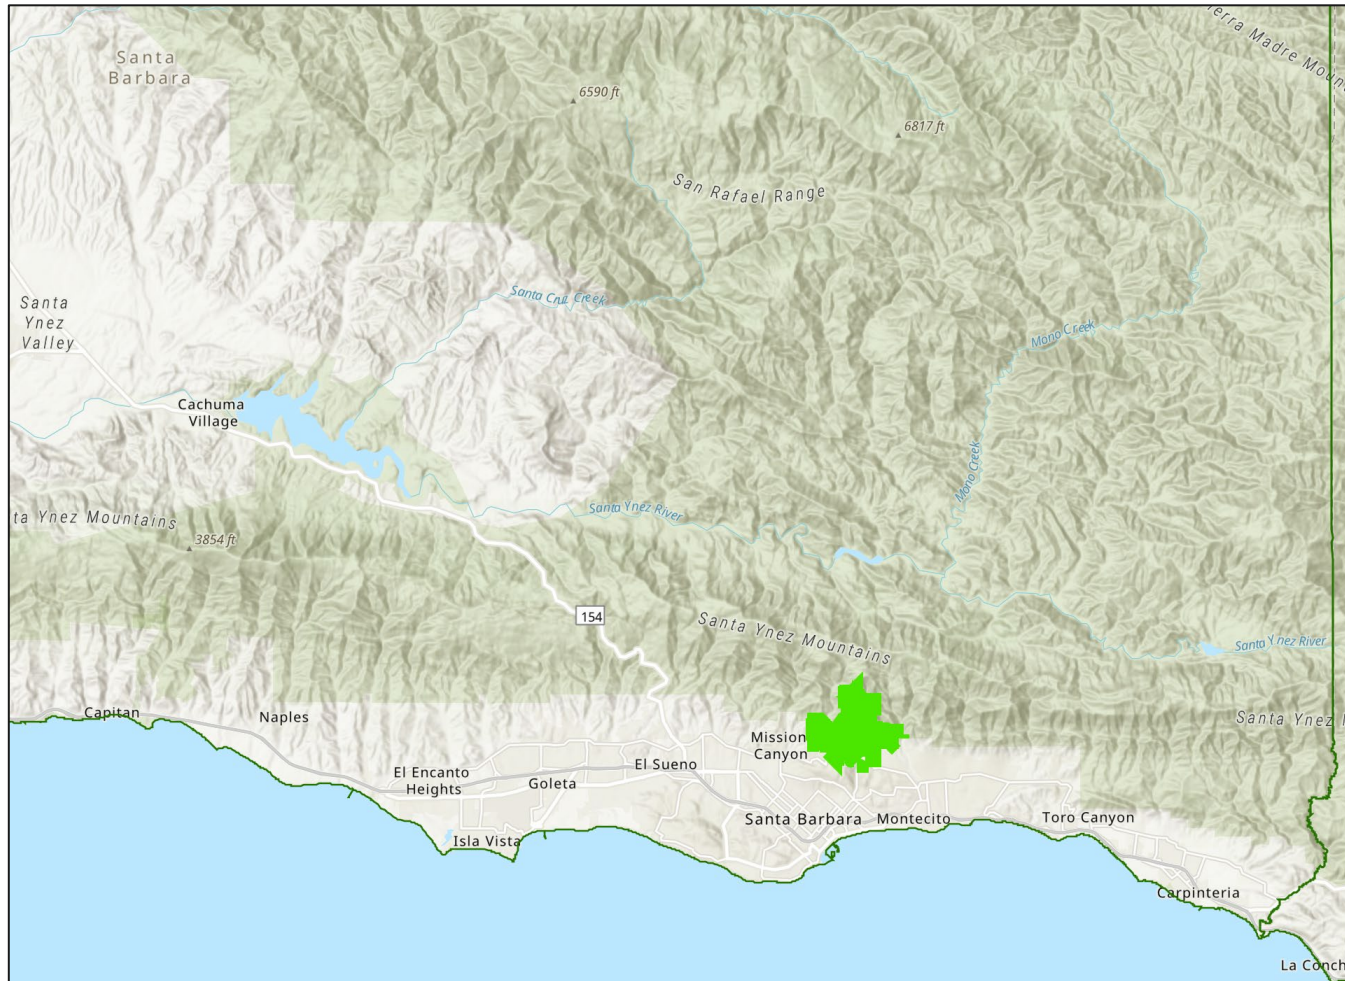 Santa
Barbara
6590 ft
6817 ft
San Rafael Range
Santa Cruz Creek
Santa
Ynez
Valley
Mono Creek
Cachuma
Village
Mono Creek
Santa Ynez River
ta Ynez Mountains
3854 ft
154
Santa Ynez Mountains
Santa Ynez River
Capitan
Naples
Santa Ynez
Mission
Canyon
El Sueno
El Encanto
Heights
Goleta
Santa Barbara
Montecito
Toro Canyon
Isla Vista
Carpinteria
La Conch